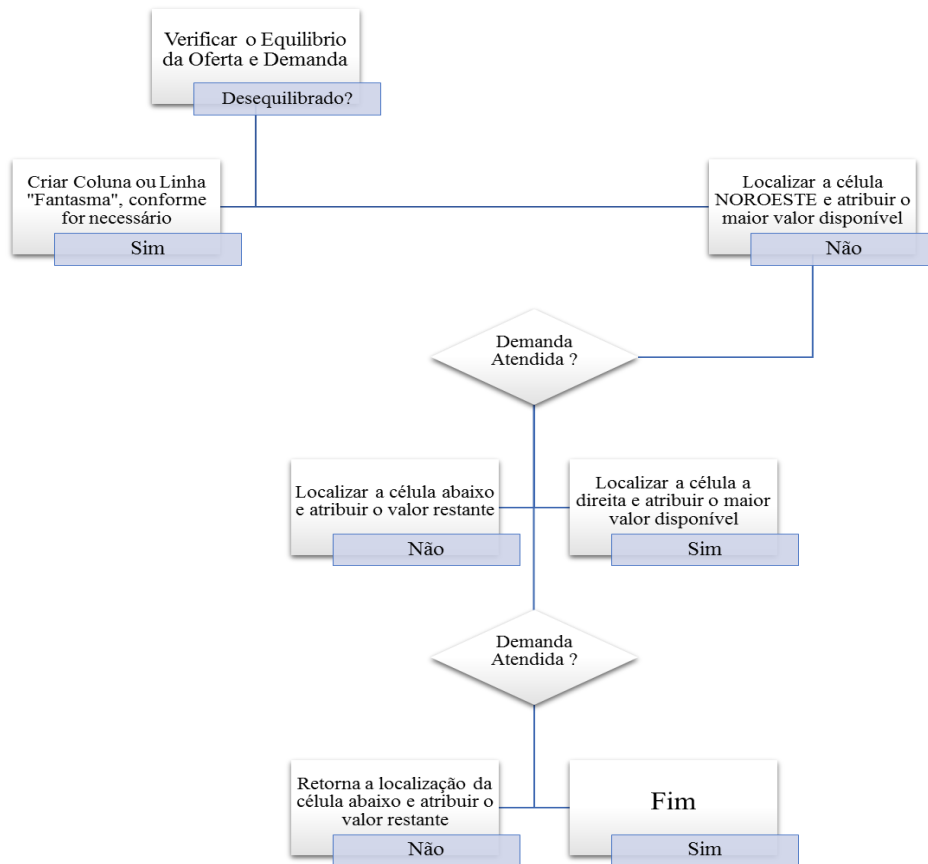 Verificar o Equilibrio
da Oferta e Demanda
Desequilibrado?
Criar Coluna ou Linha
"Fantasma", conforme
for necessário
Sim
Localizar a célula
NOROESTE e atribuir o
maior valor disponível
Não
Demanda
Atendida ?
Localizar a célula abaixo
e atribuir o valor restante
Não
Localizar a célula a
direita e atribuir o maior
valor disponível
Sim
Demanda
Atendida ?
Retorna a localização da
célula abaixo e atribuir o
valor restante
Não
Fim
Sim